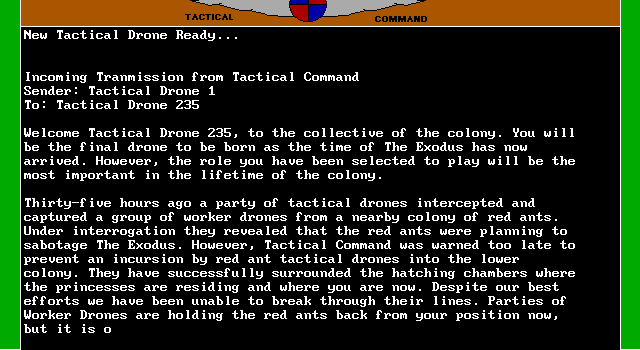 TACTICAL COMMAND
New Tactical Drone Ready...
Incoming Tranmission from Tactical Command
Sender: Tactical Drone 1
To: Tactical Drone 235
Welcome Tactical Drone 235, to the collective of the colony. You will
be the final drone to be born as the time of The Exodus has now
arrived. However, the role you have been selected to play will be the
most important in the lifetime of the colony.
Thirty-five hours ago a party of tactical drones intercepted and
captured a group of worker drones from a nearby colony of red ants.
Under interrogation they revealed that the red ants were planning to
sabotage The Exodus. However, Tactical Command was warned too late to
prevent an incursion by red ant tactical drones into the lower
colony. They have successfully surrounded the hatching chambers where
the princesses are residing and where you are now. Despite our best
efforts we have been unable to break through their lines. Parties of
Worker Drones are holding the red ants back from your position now,
but it is o